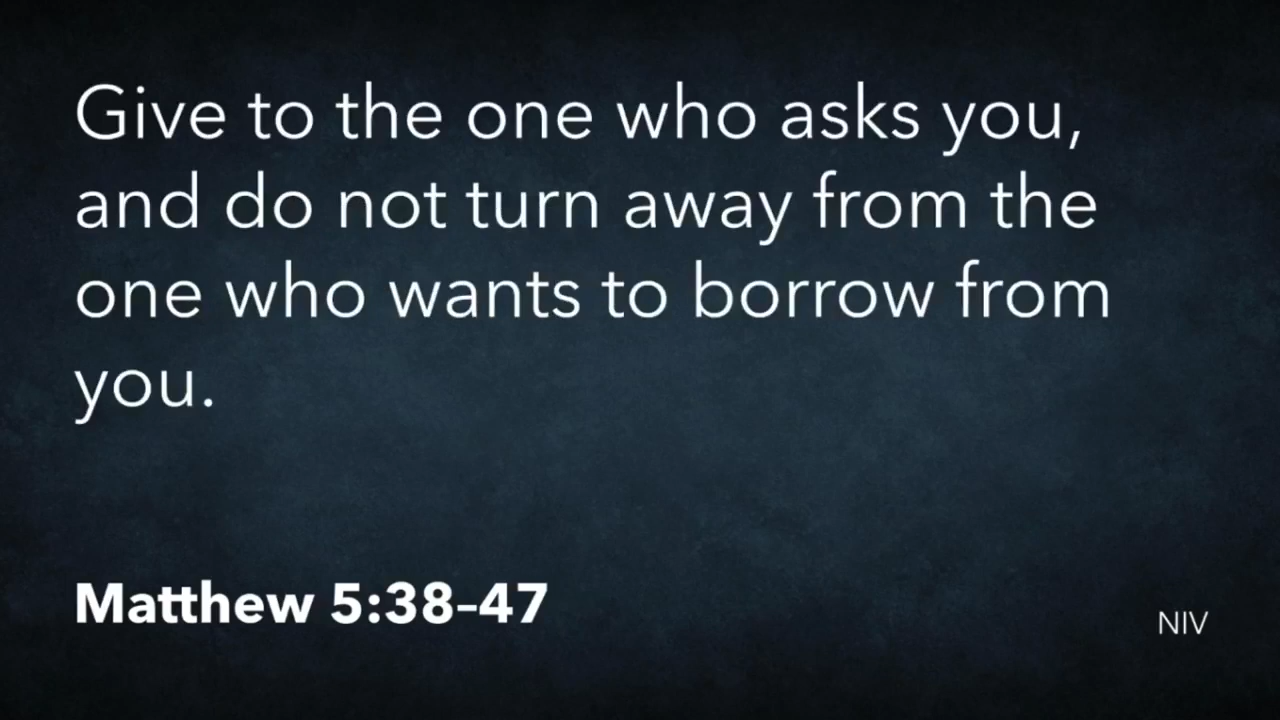 Give to the one who asks you,
and do not turn away from the
one who wants to borrow from
you.
Matthew 5:38–47
NIV